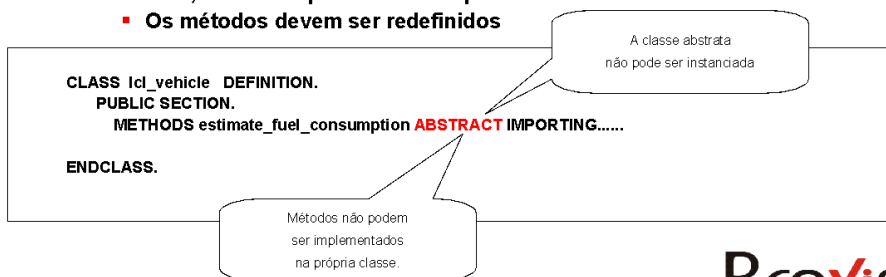 Os métodos devem ser redefinidos
A classe abstrata
não pode ser instanciada
CLASS lcl_vehicle DEFINITION.
PUBLIC SECTION.
METHODS estimate_fuel_consumption ABSTRACT IMPORTING......
ENDCLASS.
Métodos não podem
ser implementados
na própria classe.